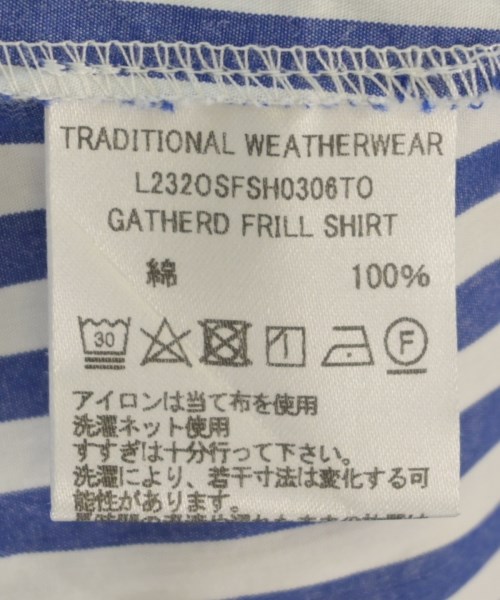 TRADITIONAL WEATHERWEAR
L232OSFSH0306TO
GATHERD FRILL SHIRT
綿 100%
30 F
アイロンは当て布を使用
洗濯ネット使用
すすぎは十分行って下さい。
洗濯により、若干寸法は変化する可
能性があります。